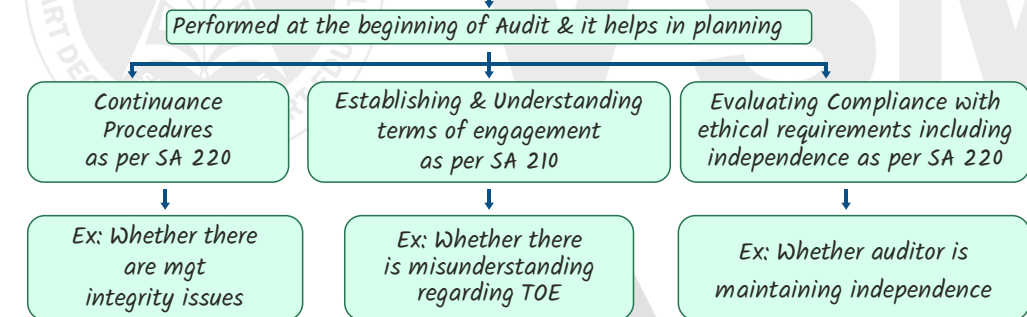 Performed at the beginning of Audit & it helps in planning
Continuance
Procedures
as per SA 220
Establishing & Understanding
terms of engagement
as per SA 210
Evaluating Compliance with
ethical requirements including
independence as per SA 220
Ex: Whether there
are mgt
integrity issues
Ex: Whether there
is misunderstanding
regarding TOE
Ex: Whether auditor is
maintaining independence